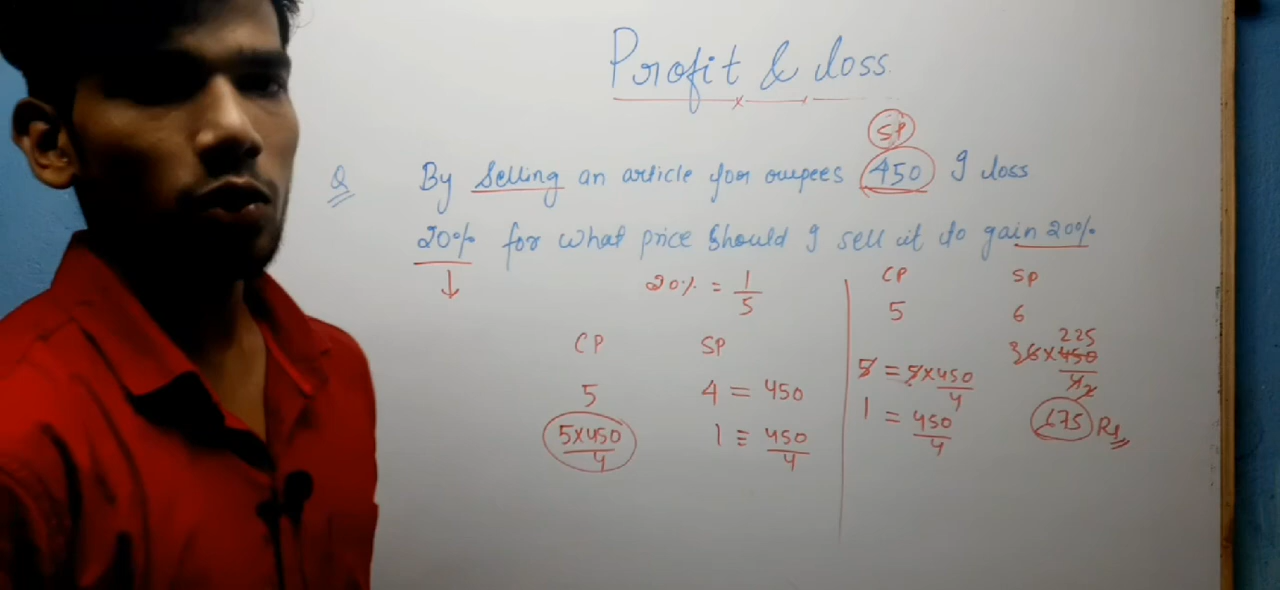 Profit & loss
SP
Q By Selling an article for rupees 450 I loss
20% for what price should I sell it to gain 20%
20% = 1/5
CP SP
5 4 = 450
5×450/4 1 = 450/4
CP SP
5 6
5 = 5×450/4 36×450/42 225
1 = 450/4 675 Rs